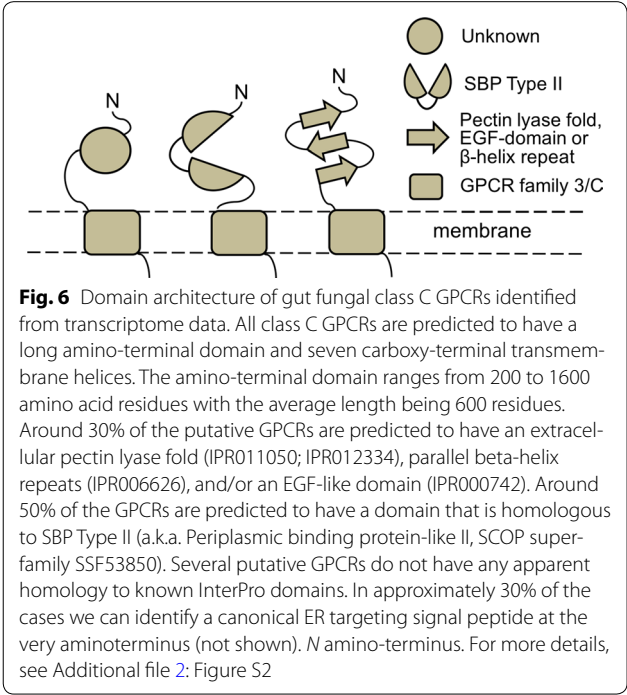 Unknown
N
N
N
SBP Type II
Pectin lyase fold,
EGF-domain or
β-helix repeat
GPCR family 3/C
membrane
Fig. 6 Domain architecture of gut fungal class C GPCRs identified
from transcriptome data. All class C GPCRs are predicted to have a
long amino-terminal domain and seven carboxy-terminal transmem-
brane helices. The amino-terminal domain ranges from 200 to 1600
amino acid residues with the average length being 600 residues.
Around 30% of the putative GPCRs are predicted to have an extracel-
lular pectin lyase fold (IPR011050; IPR012334), parallel beta-helix
repeats (IPR006626), and/or an EGF-like domain (IPR000742). Around
50% of the GPCRs are predicted to have a domain that is homologous
to SBP Type II (a.k.a. Periplasmic binding protein-like II, SCOP super-
family SSF53850). Several putative GPCRs do not have any apparent
homology to known InterPro domains. In approximately 30% of the
cases we can identify a canonical ER targeting signal peptide at the
very aminoterminus (not shown). N amino-terminus. For more details,
see Additional file 2: Figure S2